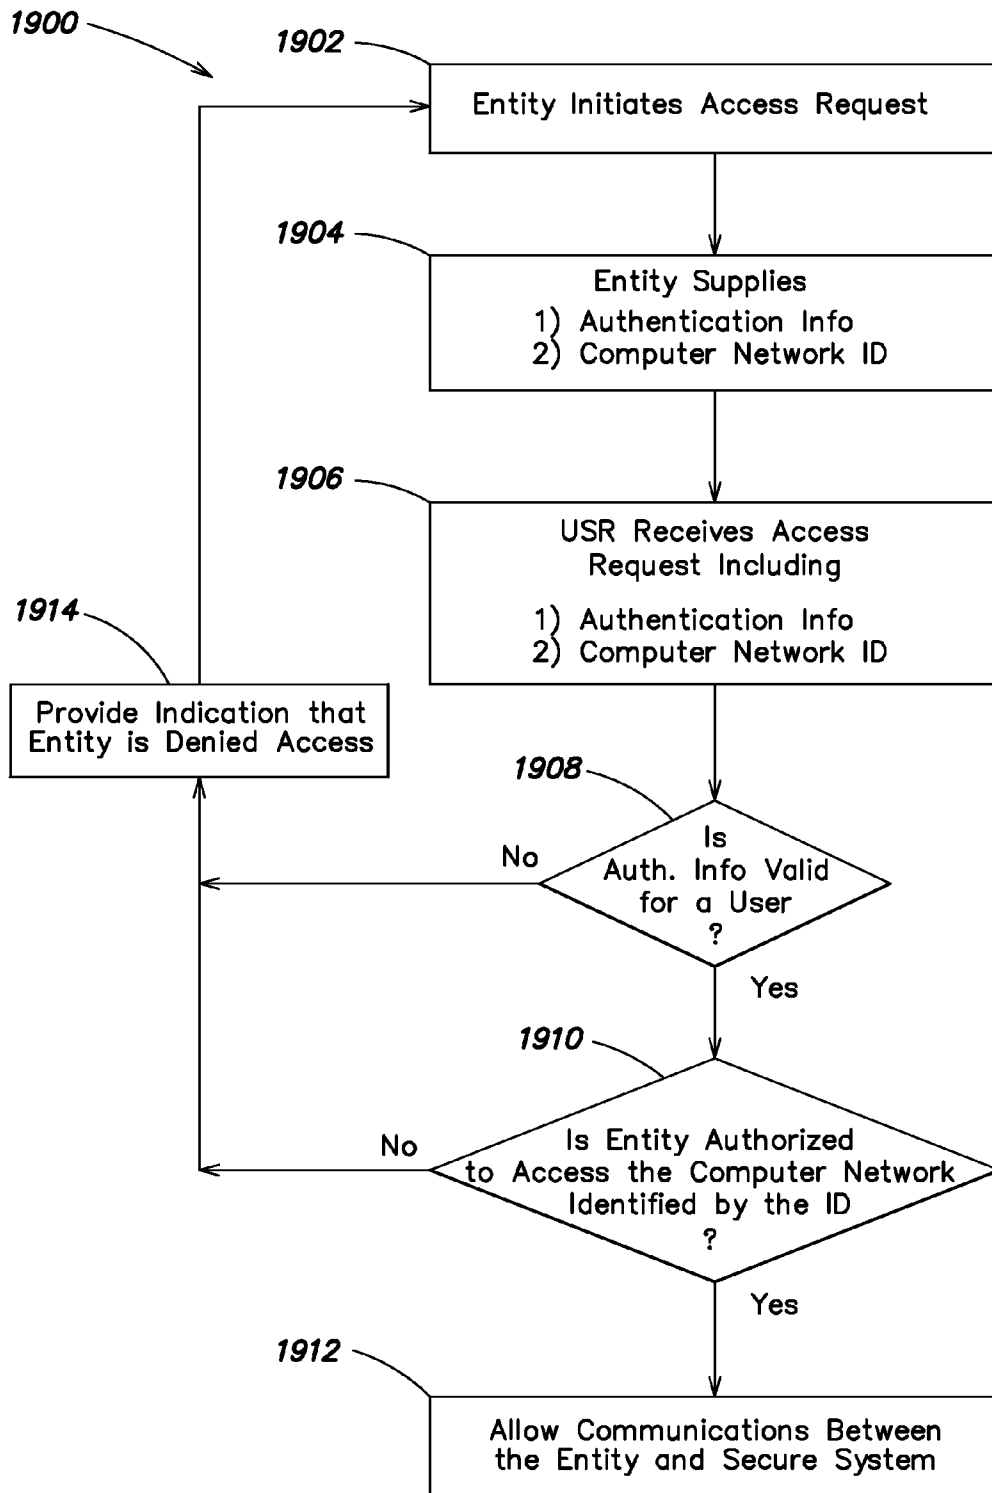 1900
1902
Entity Initiates Access Request
1904
Entity Supplies
1) Authentication Info
2) Computer Network ID
1906
USR Receives Access
Request Including
1) Authentication Info
2) Computer Network ID
1914
Provide Indication that
Entity is Denied Access
1908
Is
Auth. Info Valid
for a User
?
No
Yes
1910
Is Entity Authorized
to Access the Computer Network
Identified by the ID
?
No
Yes
1912
Allow Communications Between
the Entity and Secure System